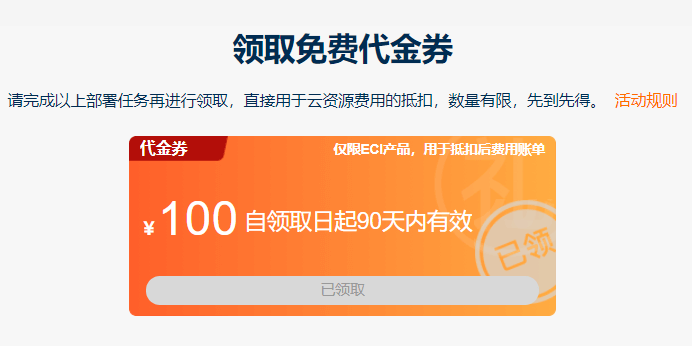 领取免费代金券
请完成以上部署任务再进行领取，直接用于云资源费用的抵扣，数量有限，先到先得。 活动规则
代金券 仅限ECI产品，用于抵扣后费用账单
¥100 自领取日起90天内有效
礼
已领
已领取